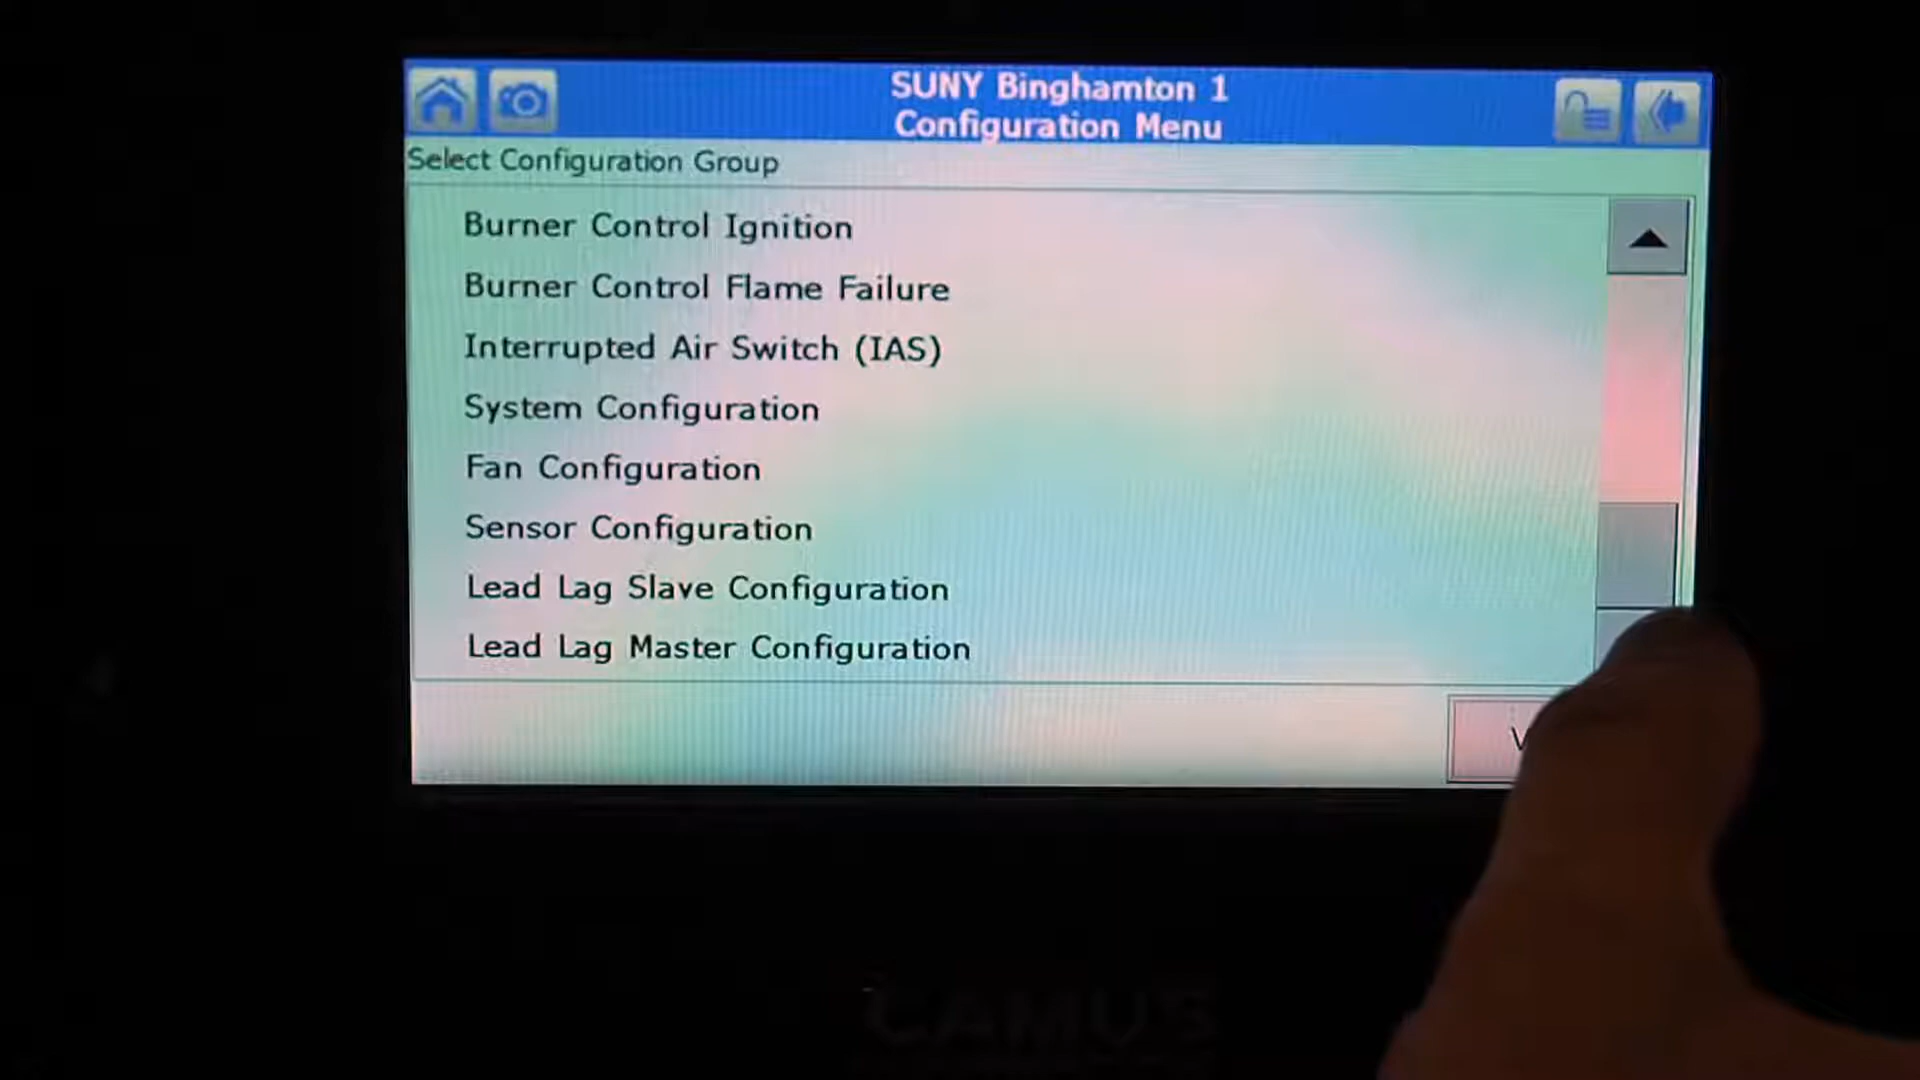 SUNY Binghamton 1
Configuration Menu
Select Configuration Group
Burner Control Ignition
Burner Control Flame Failure
Interrupted Air Switch (IAS)
System Configuration
Fan Configuration
Sensor Configuration
Lead Lag Slave Configuration
Lead Lag Master Configuration
CAMUS